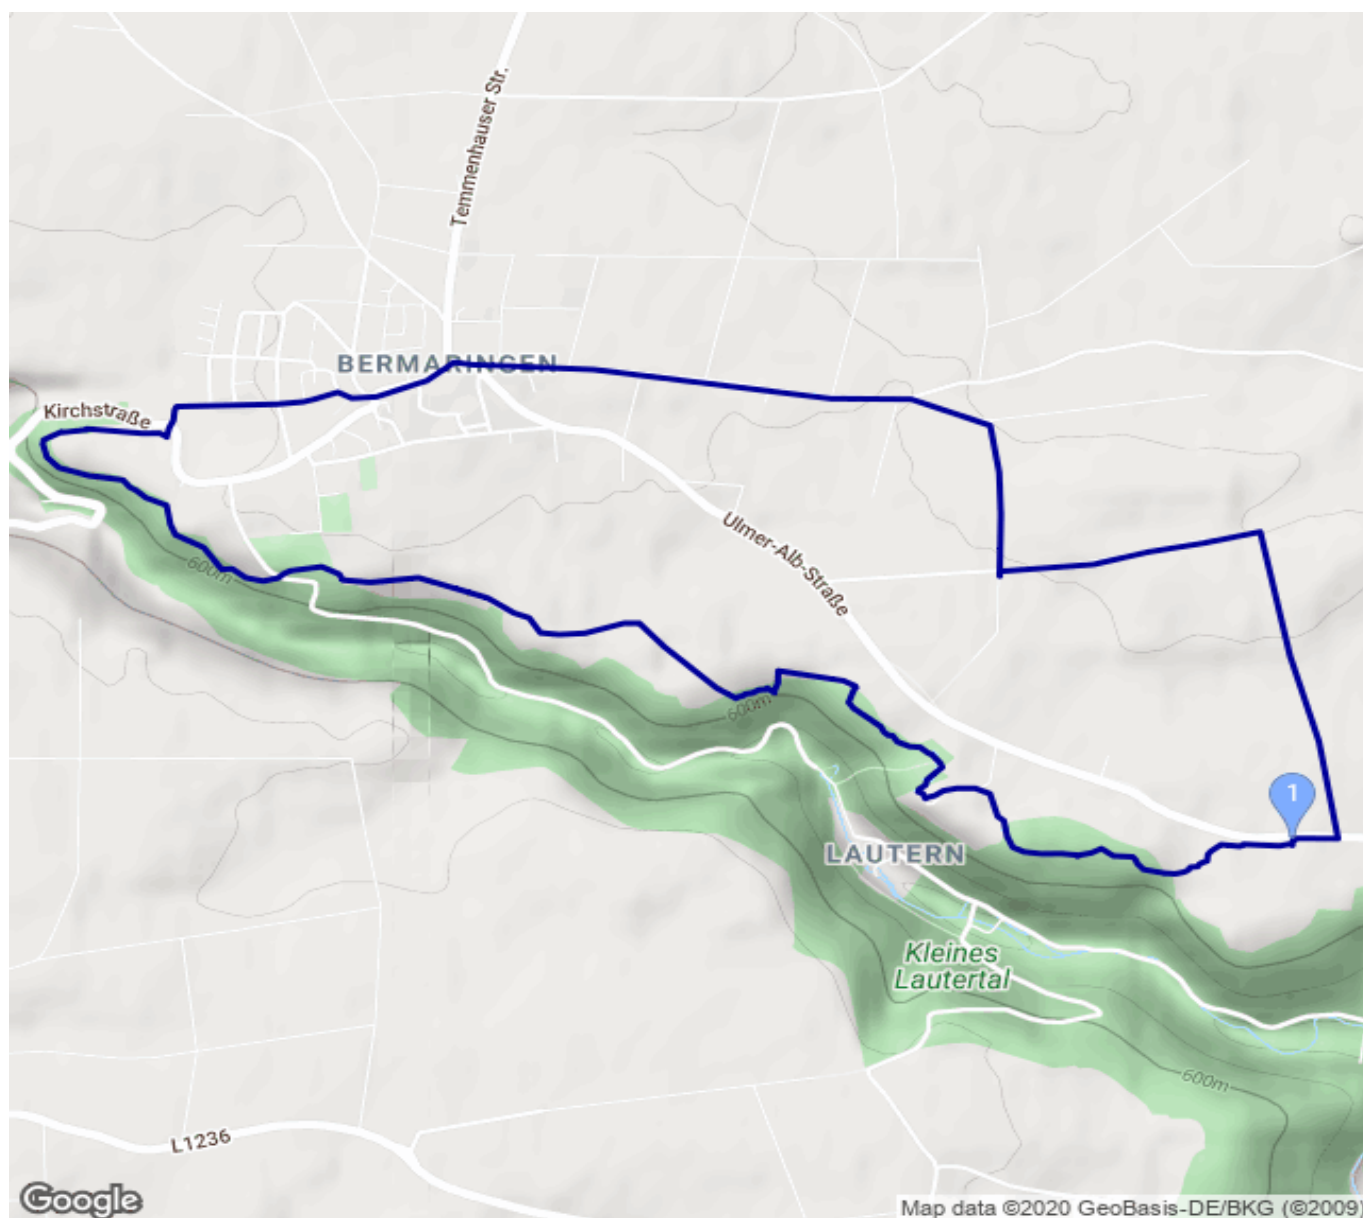 Temmenhauser Str.
BERMARINGEN
Kirchstraße
Ulmer-Alb-Straße
600m
600m
1
LAUTERN
Kleines
Lautertal
600m
L1236
Google
Map data ©2020 GeoBasis-DE/BKG (©2009)